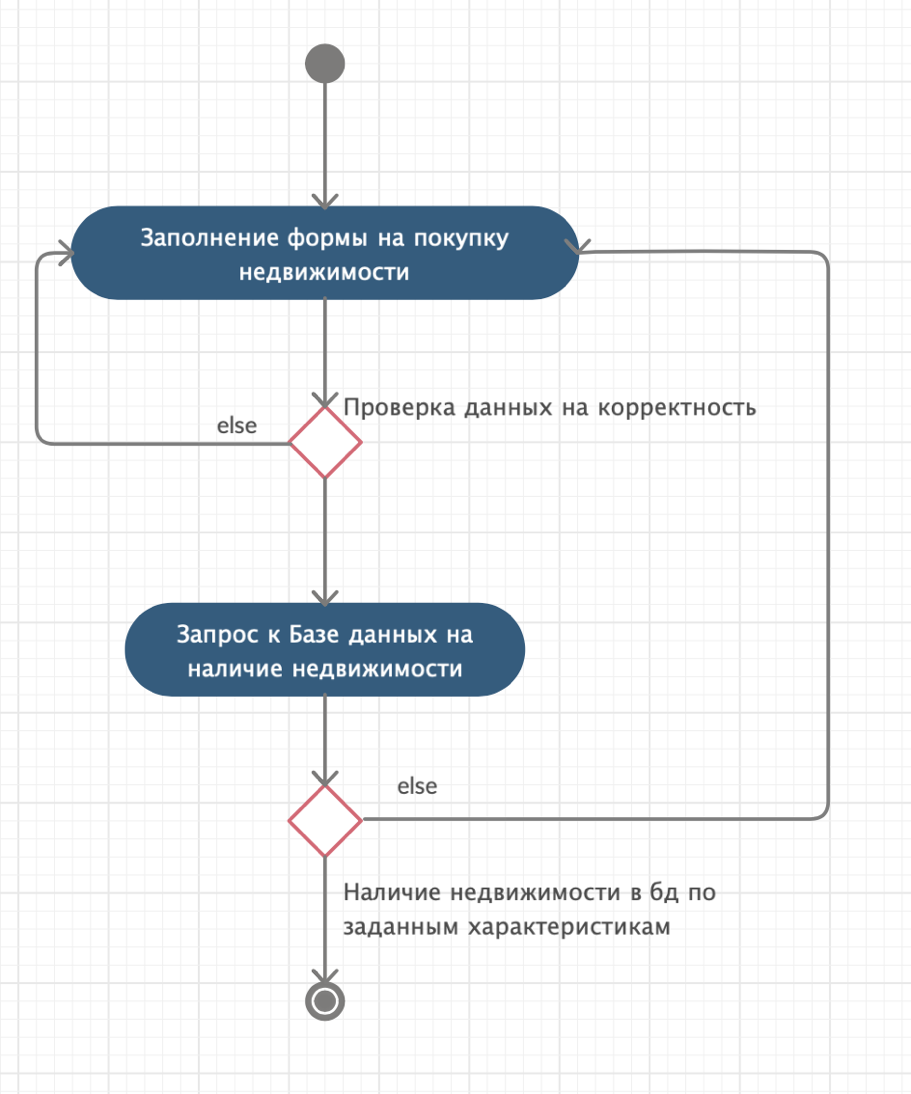 Заполнение формы на покупку
недвижимости
Проверка данных на корректность
else
Запрос к Базе данных на
наличие недвижимости
else
Наличие недвижимости в бд по
заданным характеристикам